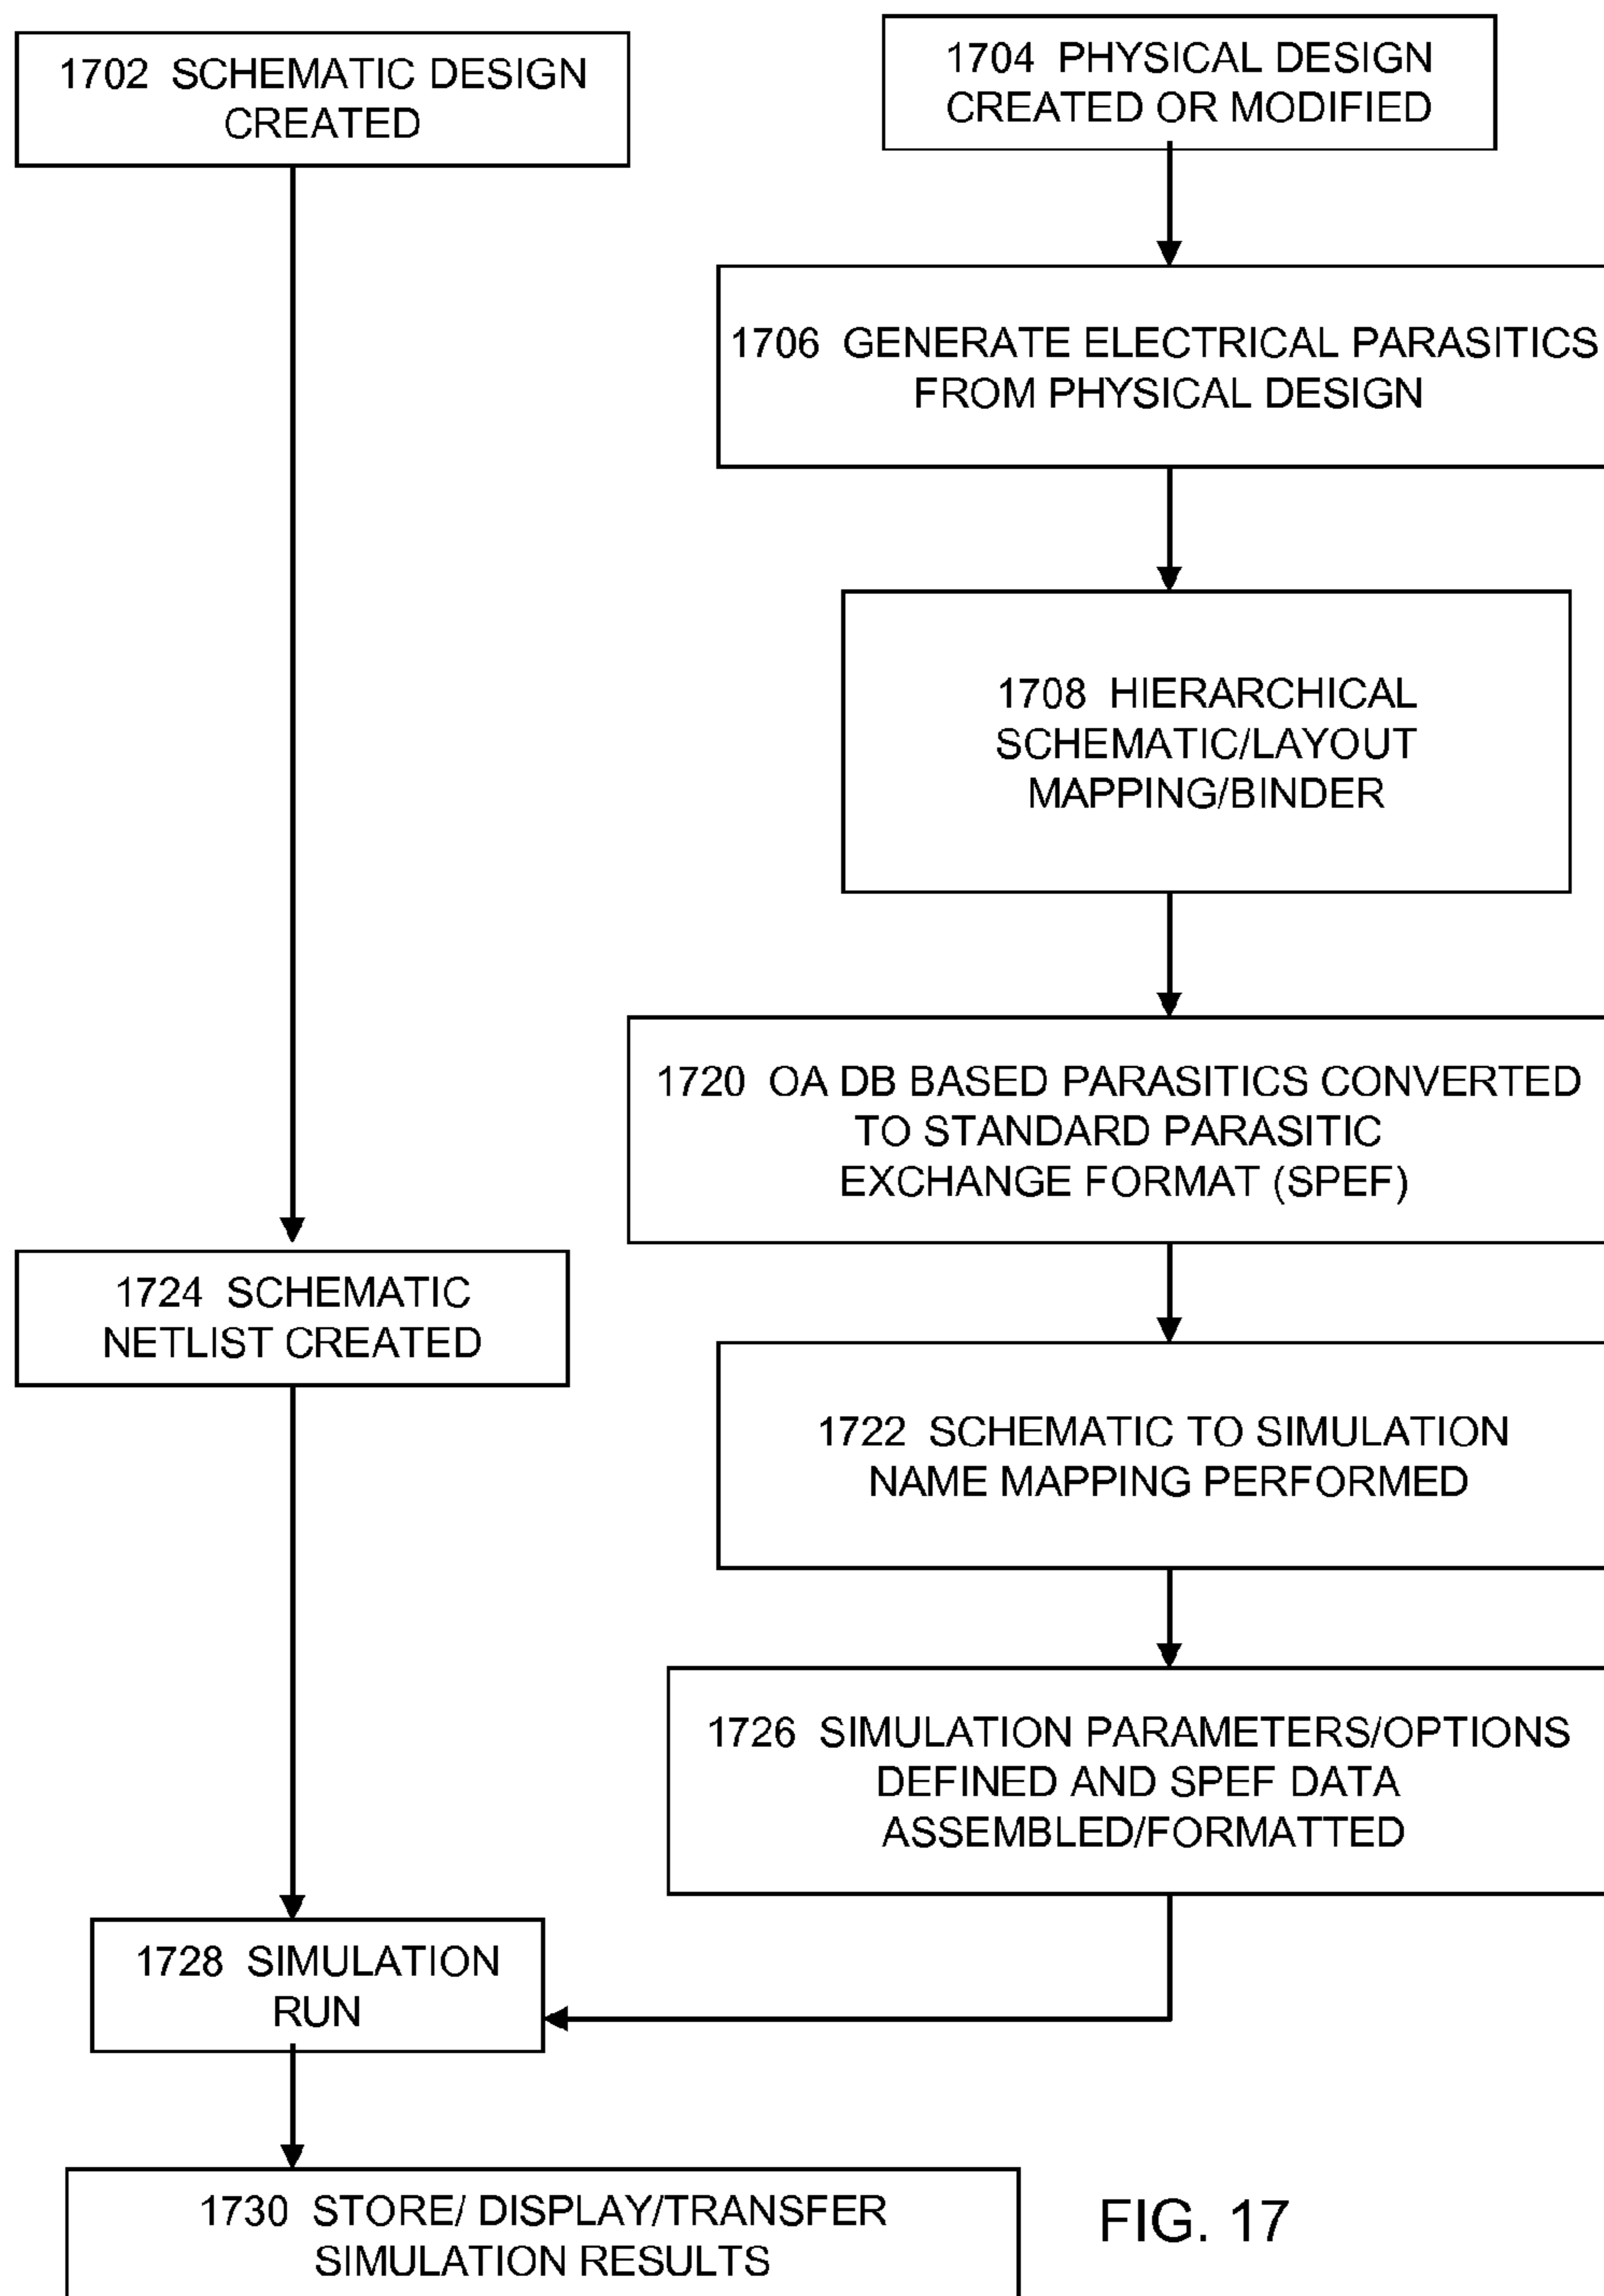 1702 SCHEMATIC DESIGN
CREATED
1704 PHYSICAL DESIGN
CREATED OR MODIFIED
1706 GENERATE ELECTRICAL PARASITICS
FROM PHYSICAL DESIGN
1708 HIERARCHICAL
SCHEMATIC/LAYOUT
MAPPING/BINDER
1720 OA DB BASED PARASITICS CONVERTED
TO STANDARD PARASITIC
EXCHANGE FORMAT (SPEF)
1724 SCHEMATIC
NETLIST CREATED
1722 SCHEMATIC TO SIMULATION
NAME MAPPING PERFORMED
1726 SIMULATION PARAMETERS/OPTIONS
DEFINED AND SPEF DATA
ASSEMBLED/FORMATTED
1728 SIMULATION
RUN
1730 STORE/ DISPLAY/TRANSFER
SIMULATION RESULTS
FIG. 17